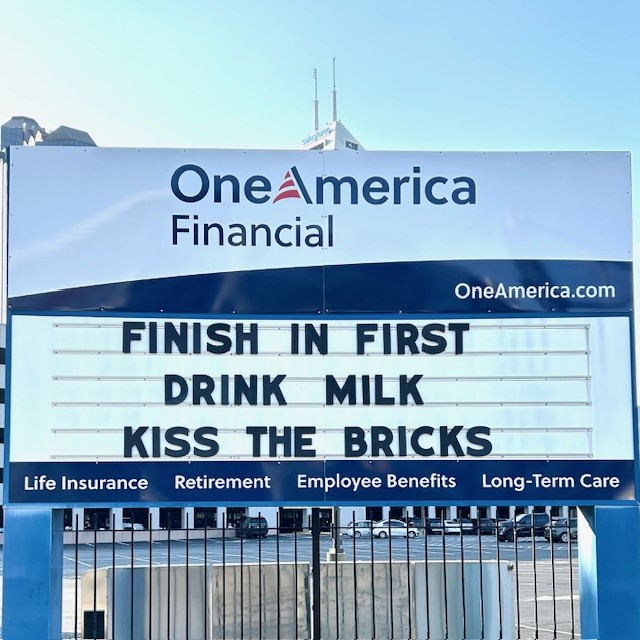 OneAmerica
Financial
OneAmerica.com
FINISH IN FIRST
DRINK MILK
KISS THE BRICKS
Life Insurance Retirement Employee Benefits Long-Term Care